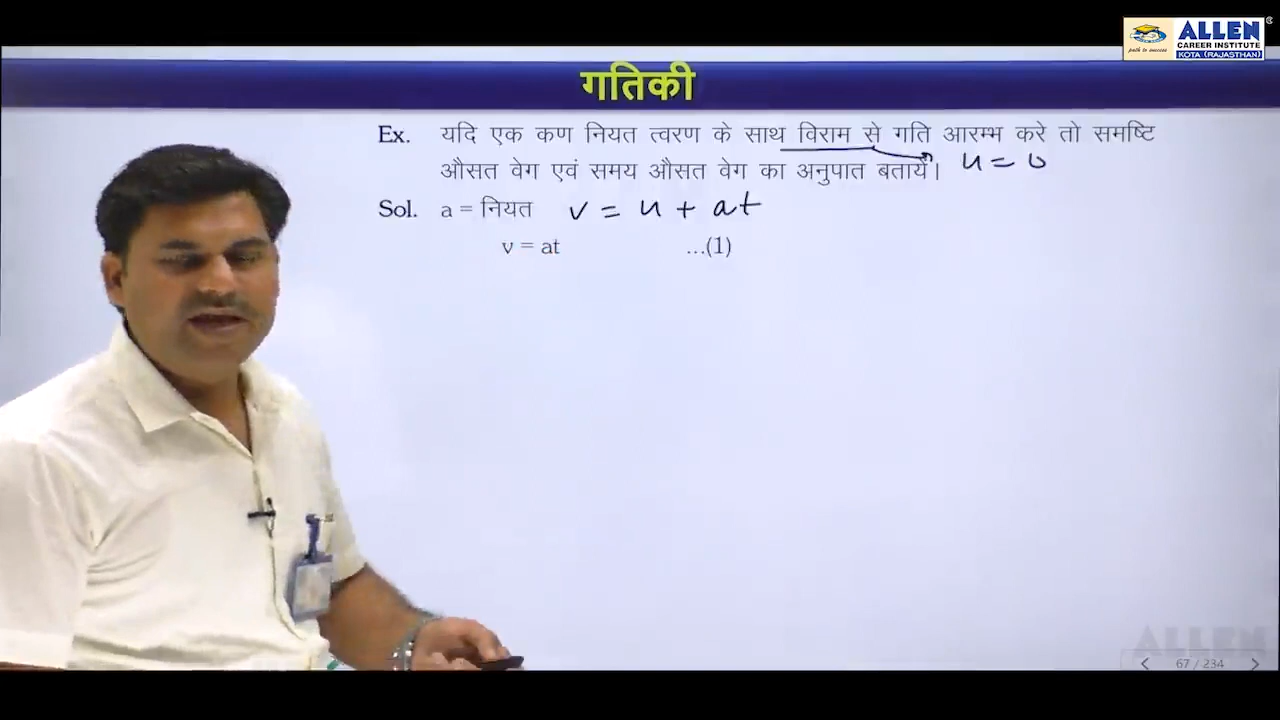 ALLEN
CAREER INSTITUTE
KOTA (RAJASTHAN)
path to success
गतिकी
Ex. यदि एक कण नियत त्वरण के साथ विराम से गति आरम्भ करे तो समष्टि
औसत वेग एवं समय औसत वेग का अनुपात बतायें। u = 0
Sol. a = नियत v = u + at
v = at ...(1)
ALLEN
67 / 234